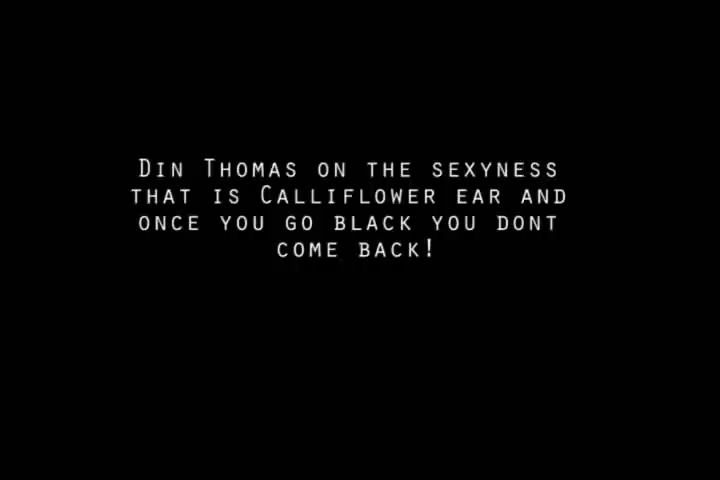 Din Thomas on the sexyness
that is Calliflower ear and
once you go black you dont
come back!